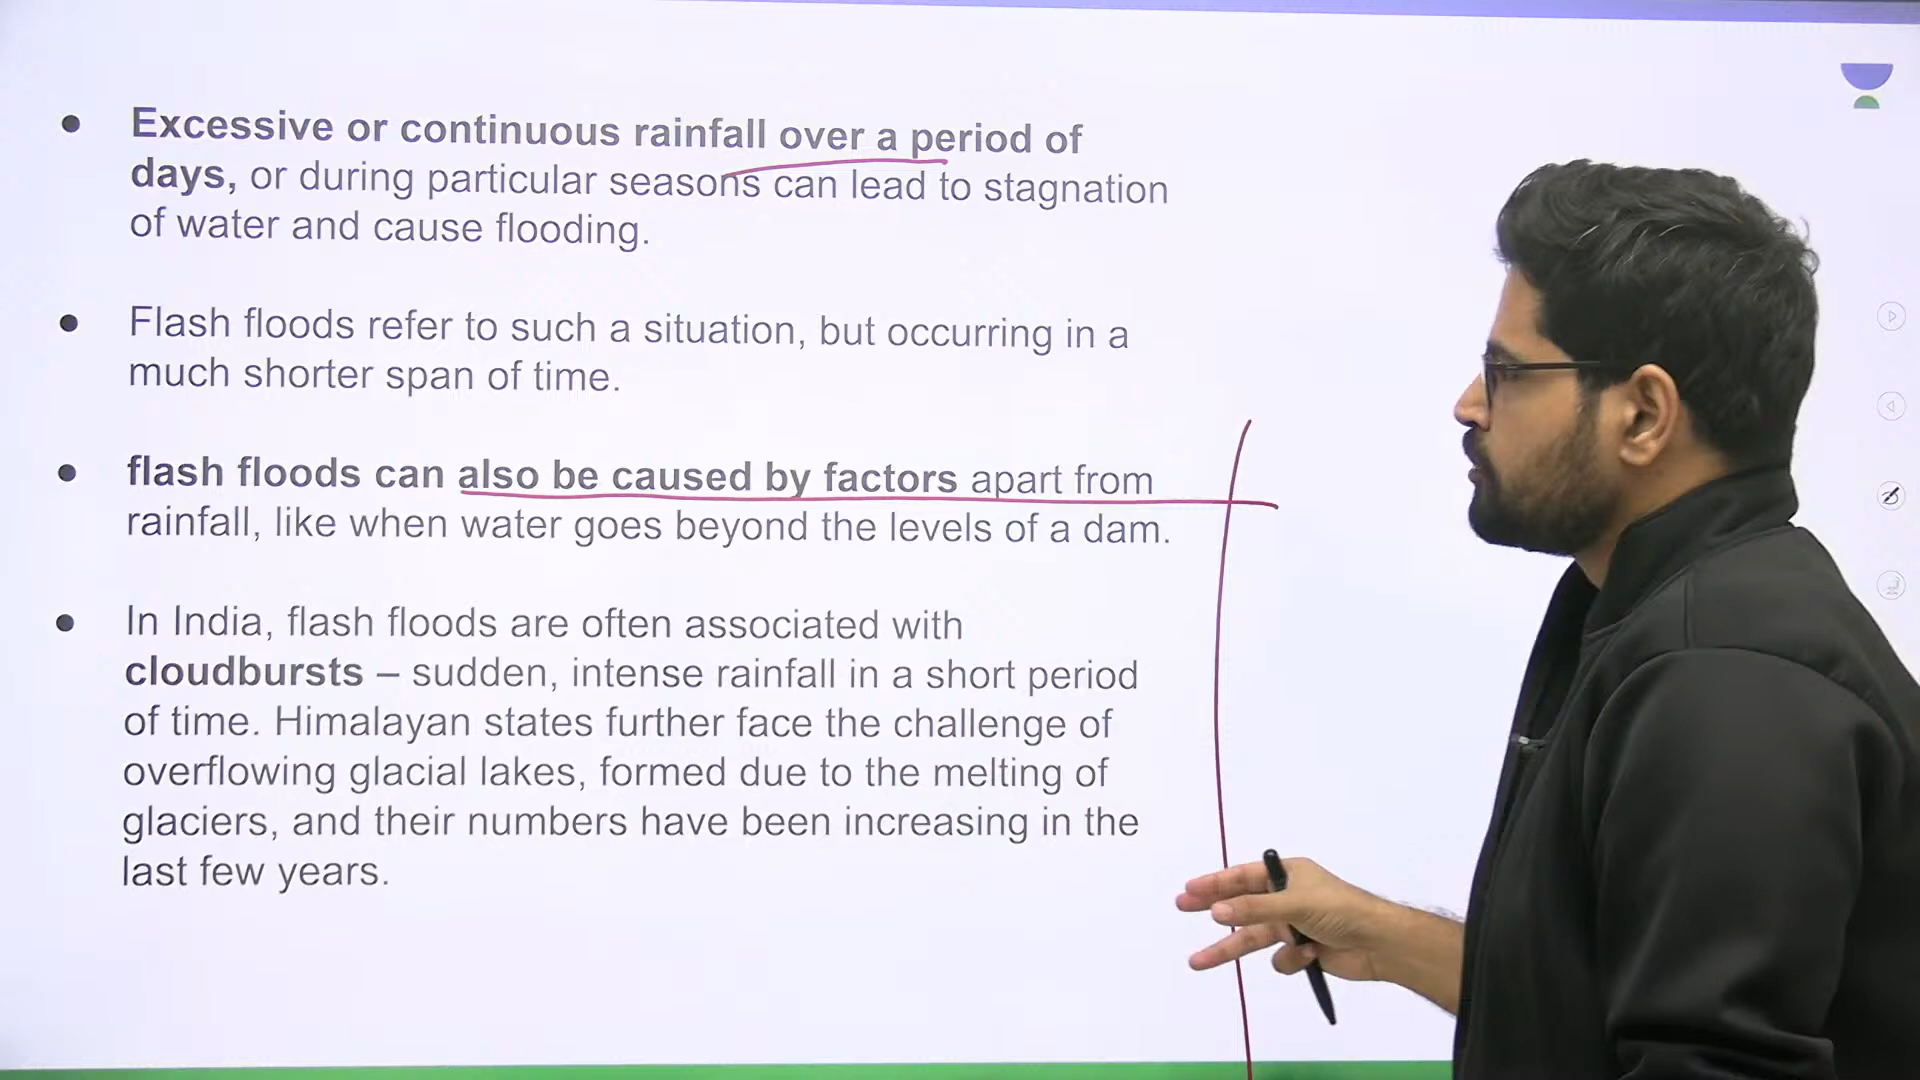 Excessive or continuous rainfall over a period of
days, or during particular seasons can lead to stagnation
of water and cause flooding.
Flash floods refer to such a situation, but occurring in a
much shorter span of time.
flash floods can also be caused by factors apart from
rainfall, like when water goes beyond the levels of a dam.
In India, flash floods are often associated with
cloudbursts – sudden, intense rainfall in a short period
of time. Himalayan states further face the challenge of
overflowing glacial lakes, formed due to the melting of
glaciers, and their numbers have been increasing in the
last few years.